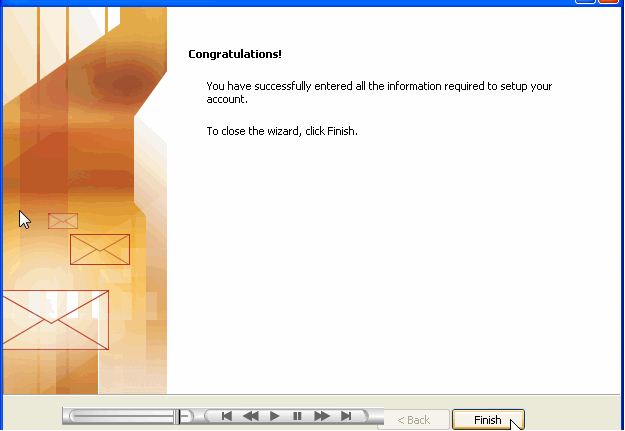 Congratulations!
You have successfully entered all the information required to setup your
account.
To close the wizard, click Finish.
< Back
Finish